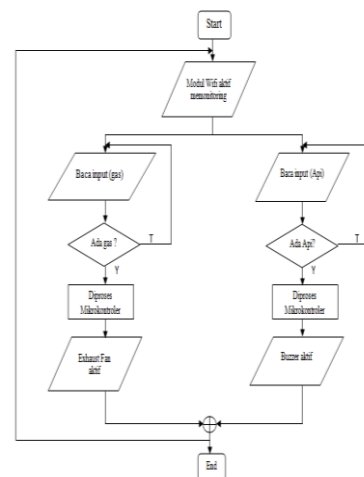 Start
Modul Wifi aktif
memonitoring
Baca input (gas)
Baca input (Api)
Ada gas ?
T
Ada Api?
T
Y
Y
Diproses
Mikrokontroler
Diproses
Mikrokontroler
Exhaust Fan
aktif
Buzzer aktif
End